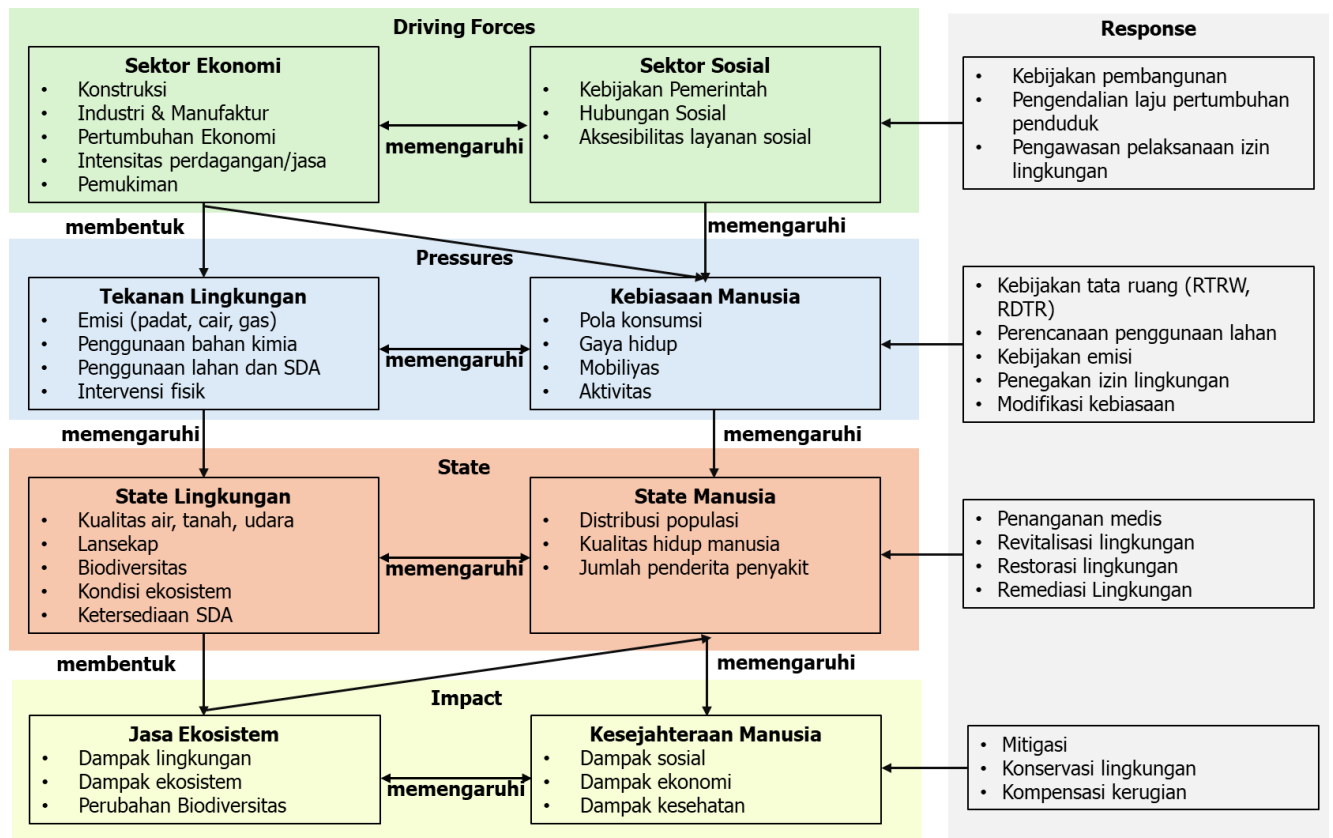 Driving Forces
Sektor Ekonomi
• Konstruksi
• Industri & Manufaktur
• Pertumbuhan Ekonomi
• Intensitas perdagangan/jasa
• Pemukiman
memengaruhi
Sektor Sosial
• Kebijakan Pemerintah
• Hubungan Sosial
• Aksesibilitas layanan sosial
Response
• Kebijakan pembangunan
• Pengendalian laju pertumbuhan
penduduk
• Pengawasan pelaksanaan izin
lingkungan
membentuk
memengaruhi
Pressures
Tekanan Lingkungan
• Emisi (padat, cair, gas)
• Penggunaan bahan kimia
• Penggunaan lahan dan SDA
• Intervensi fisik
memengaruhi
Kebiasaan Manusia
• Pola konsumsi
• Gaya hidup
• Mobiliyas
• Aktivitas
• Kebijakan tata ruang (RTRW,
RDTR)
• Perencanaan penggunaan lahan
• Kebijakan emisi
• Penegakan izin lingkungan
• Modifikasi kebiasaan
memengaruhi
memengaruhi
State
State Lingkungan
• Kualitas air, tanah, udara
• Lansekap
• Biodiversitas
• Kondisi ekosistem
• Ketersediaan SDA
memengaruhi
State Manusia
• Distribusi populasi
• Kualitas hidup manusia
• Jumlah penderita penyakit
• Penanganan medis
• Revitalisasi lingkungan
• Restorasi lingkungan
• Remediasi Lingkungan
membentuk
memengaruhi
Impact
Jasa Ekosistem
• Dampak lingkungan
• Dampak ekosistem
• Perubahan Biodiversitas
memengaruhi
Kesejahteraan Manusia
• Dampak sosial
• Dampak ekonomi
• Dampak kesehatan
• Mitigasi
• Konservasi lingkungan
• Kompensasi kerugian